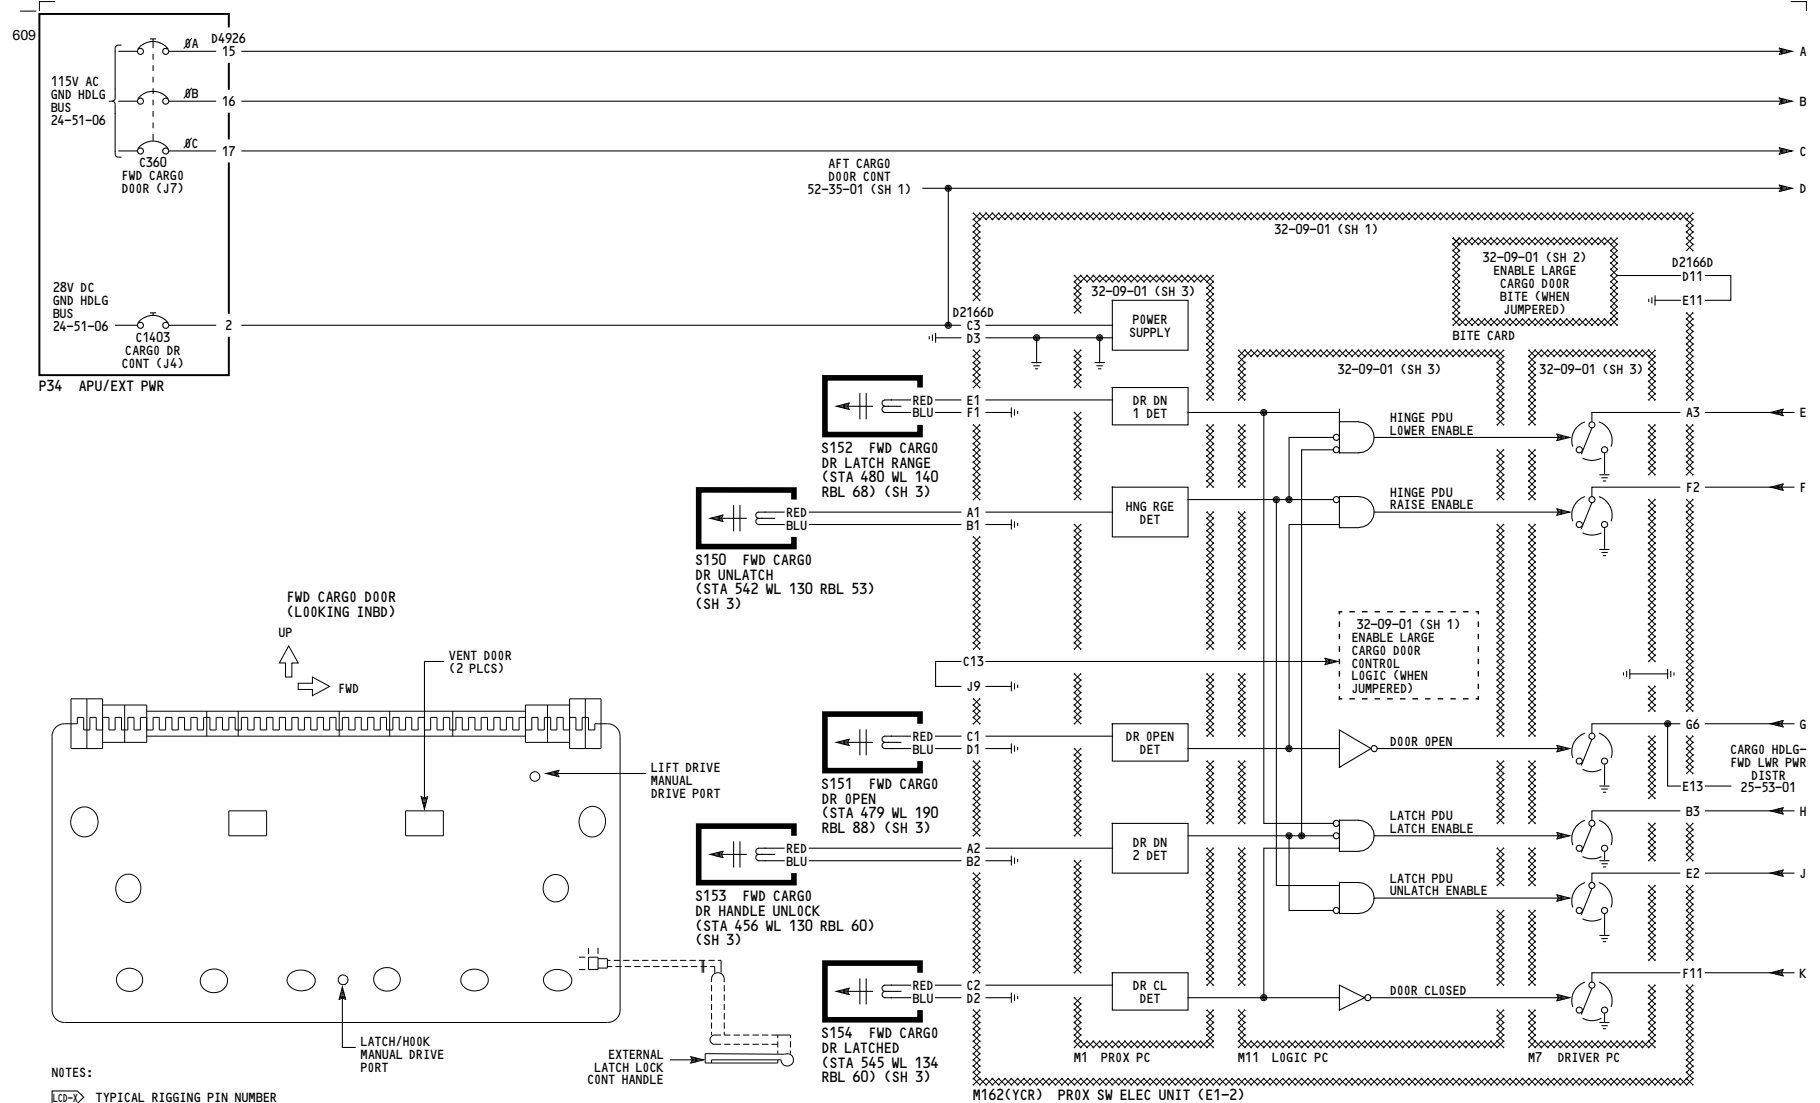 609
115V AC
GND HDLG
BUS
24-51-06
ØA
D4926
15
ØB
16
ØC
17
C360
FWD CARGO
DOOR (J7)
28V DC
GND HDLG
BUS
24-51-06
2
C1403
CARGO DR
CONT (J4)
P34 APU/EXT PWR
A
B
C
D
AFT CARGO
DOOR CONT
52-35-01 (SH 1)
32-09-01 (SH 1)
32-09-01 (SH 2)
ENABLE LARGE
CARGO DOOR
BITE (WHEN
JUMPERED)
BITE CARD
D2166D
D11
E11
32-09-01 (SH 3)
POWER
SUPPLY
D2166D
C3
D3
32-09-01 (SH 3)
32-09-01 (SH 3)
RED
BLU
E1
F1
DR DN
1 DET
S152 FWD CARGO
DR LATCH RANGE
(STA 480 WL 140
RBL 68) (SH 3)
HINGE PDU
LOWER ENABLE
A3
E
RED
BLU
A1
B1
HNG RGE
DET
S150 FWD CARGO
DR UNLATCH
(STA 542 WL 130 RBL 53)
(SH 3)
HINGE PDU
RAISE ENABLE
F2
F
32-09-01 (SH 1)
ENABLE LARGE
CARGO DOOR
CONTROL
LOGIC (WHEN
JUMPERED)
C13
J9
RED
BLU
C1
D1
DR OPEN
DET
S151 FWD CARGO
DR OPEN
(STA 479 WL 190
RBL 88) (SH 3)
DOOR OPEN
G6
G
CARGO HDLG-
FWD LWR PWR
DISTR
25-53-01
E13
RED
BLU
A2
B2
DR DN
2 DET
S153 FWD CARGO
DR HANDLE UNLOCK
(STA 456 WL 130 RBL 60)
(SH 3)
LATCH PDU
LATCH ENABLE
B3
H
LATCH PDU
UNLATCH ENABLE
E2
J
RED
BLU
C2
D2
DR CL
DET
S154 FWD CARGO
DR LATCHED
(STA 545 WL 134
RBL 60) (SH 3)
DOOR CLOSED
F11
K
M1 PROX PC
M11 LOGIC PC
M7 DRIVER PC
M162(YCR) PROX SW ELEC UNIT (E1-2)
FWD CARGO DOOR
(LOOKING INBD)
UP
FWD
VENT DOOR
(2 PLCS)
LIFT DRIVE
MANUAL
DRIVE PORT
LATCH/HOOK
MANUAL DRIVE
PORT
EXTERNAL
LATCH LOCK
CONT HANDLE
NOTES:
LCD-X TYPICAL RIGGING PIN NUMBER